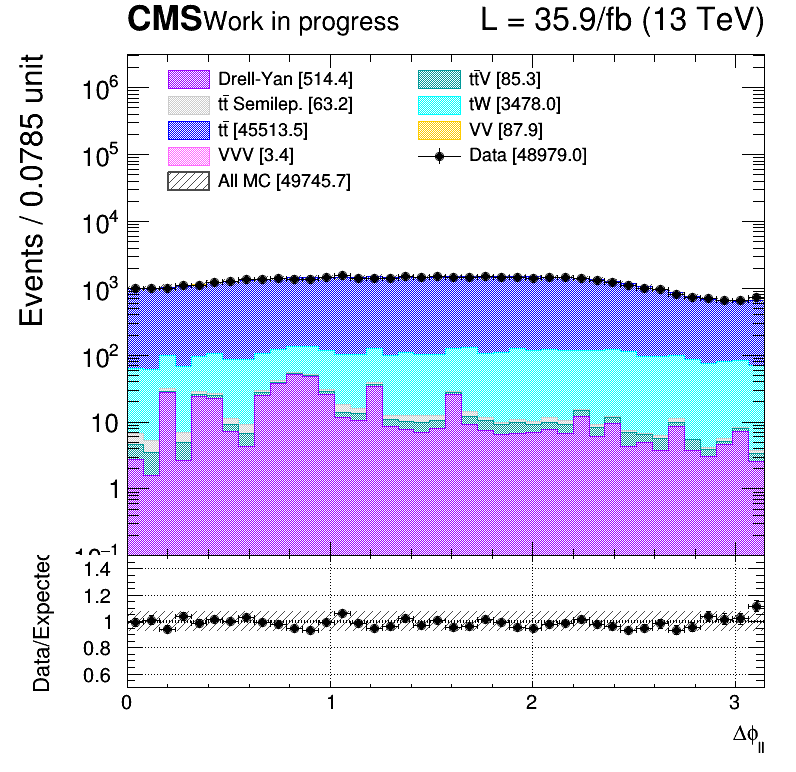 CMS Work in progress L = 35.9/fb (13 TeV)
Events / 0.0785 unit
10⁶
10⁵
10⁴
10³
10²
10
1
10⁻¹
Drell-Yan [514.4]
tt̄ Semilep. [63.2]
tt̄ [45513.5]
VVV [3.4]
All MC [49745.7]
tt̄V [85.3]
tW [3478.0]
VV [87.9]
Data [48979.0]
Data/Expected
1.4
1.2
1
0.8
0.6
0 1 2 3
Δϕ_ll